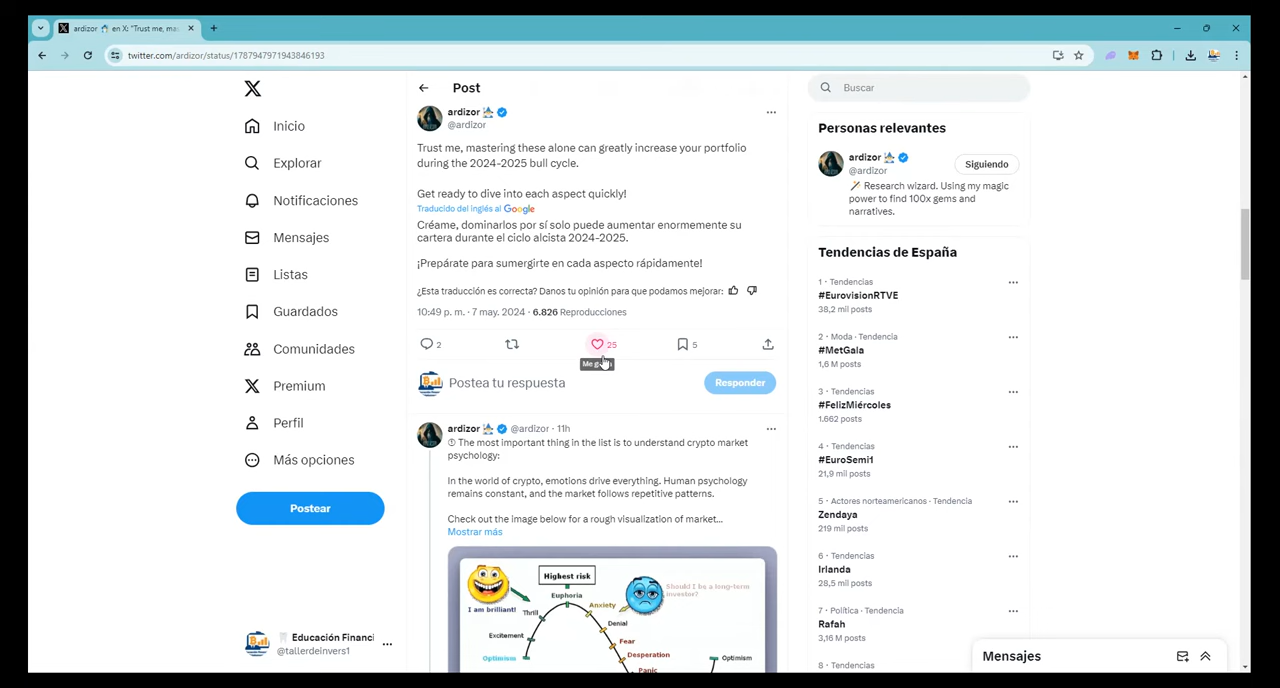 ardizor en X: "Trust me, ma
twitter.com/ardizor/status/1787947971943846193
Inicio
Explorar
Notificaciones
Mensajes
Listas
Guardados
Comunidades
Premium
Perfil
Más opciones
Postear
Educación Financi
@tallerdeinvers1
Post
ardizor
@ardizor
Trust me, mastering these alone can greatly increase your portfolio
during the 2024-2025 bull cycle.
Get ready to dive into each aspect quickly!
Traducido del inglés al Google
Créame, dominarlos por sí solo puede aumentar enormemente su
cartera durante el ciclo alcista 2024-2025.
¡Prepárate para sumergirte en cada aspecto rápidamente!
¿Esta traducción es correcta? Danos tu opinión para que podamos mejorar:
10:49 p. m. · 7 may. 2024 · 6.826 Reproducciones
2
25
5
Postea tu respuesta
Responder
ardizor @ardizor · 11h
① The most important thing in the list is to understand crypto market
psychology:
In the world of crypto, emotions drive everything. Human psychology
remains constant, and the market follows repetitive patterns.
Check out the image below for a rough visualization of market...
Mostrar más
Highest risk
Euphoria
I am brilliant!
Thrill
Anxiety
Should I be a long-term
investor?
Denial
Excitement
Fear
Optimism
Desperation
Optimism
Panic
Buscar
Personas relevantes
ardizor
@ardizor
Siguiendo
Research wizard. Using my magic
power to find 100x gems and
narratives.
Tendencias de España
1 · Tendencias
#EurovisionRTVE
38,2 mil posts
2 · Moda · Tendencia
#MetGala
1,6 M posts
3 · Tendencias
#FelizMiércoles
1.662 posts
4 · Tendencias
#EuroSemi1
21,9 mil posts
5 · Actores norteamericanos · Tendencia
Zendaya
219 mil posts
6 · Tendencias
Irlanda
28,5 mil posts
7 · Política · Tendencia
Rafah
3,16 M posts
8 · Tendencias
Mensajes